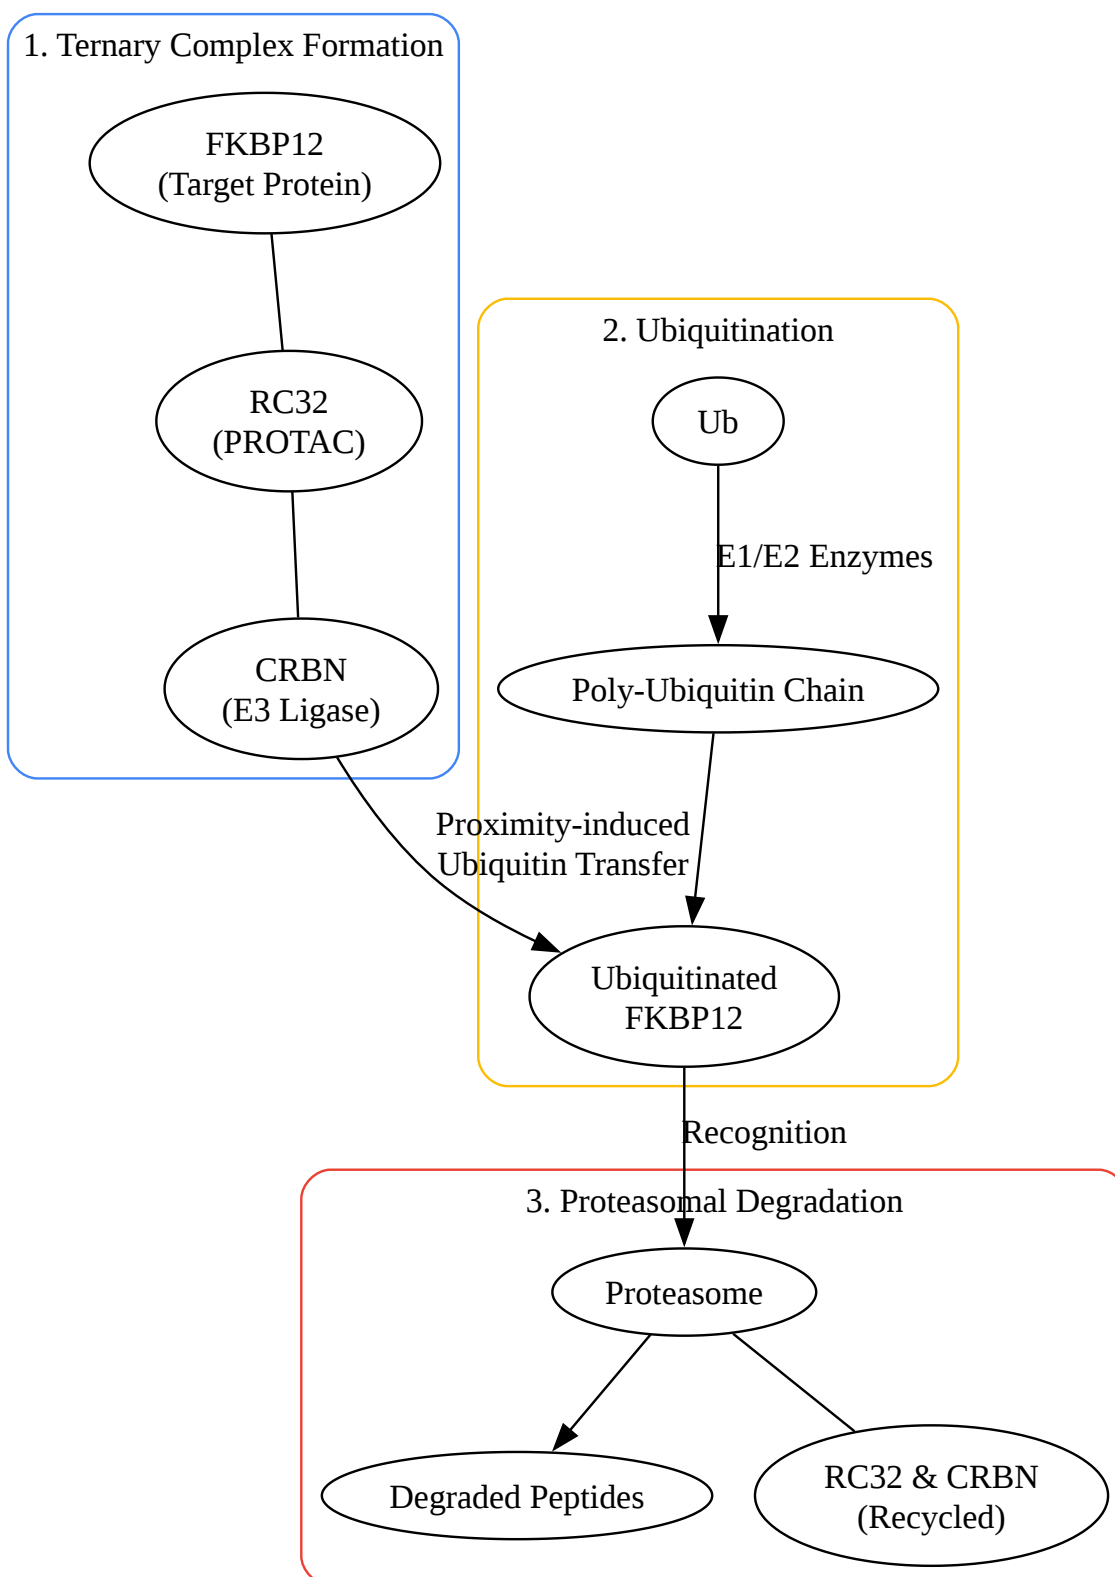 1. Ternary Complex Formation
FKBP12
(Target Protein)
RC32
(PROTAC)
CRBN
(E3 Ligase)
2. Ubiquitination
Ub
E1/E2 Enzymes
Poly-Ubiquitin Chain
Proximity-induced
Ubiquitin Transfer
Ubiquitinated
FKBP12
Recognition
3. Proteasomal Degradation
Proteasome
Degraded Peptides
RC32 & CRBN
(Recycled)